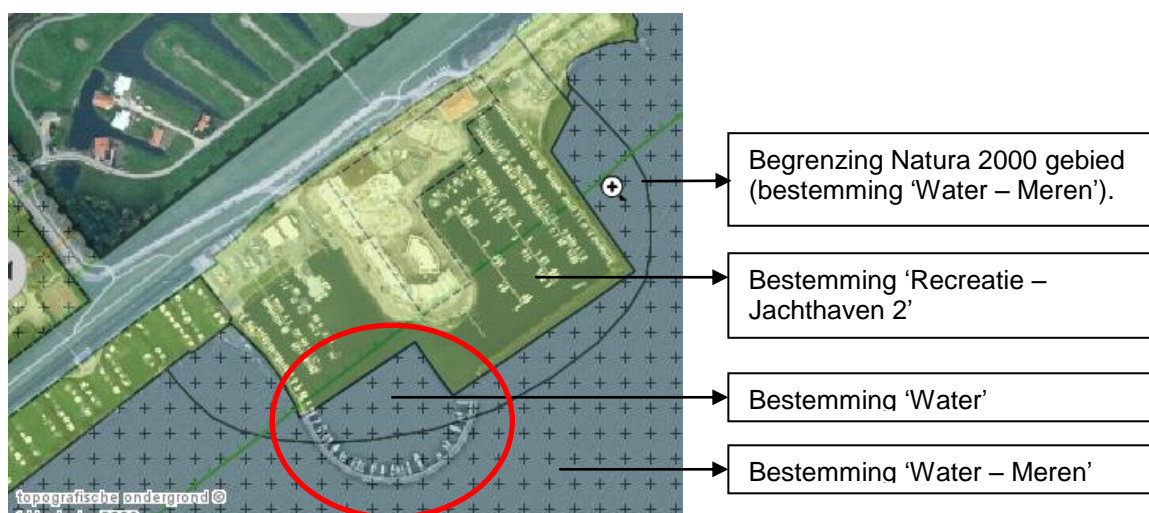 Begrenzing Natura 2000 gebied
(bestemming ‘Water – Meren’).
Bestemming ‘Recreatie –
Jachthaven 2’
Bestemming ‘Water’
Bestemming ‘Water – Meren’
topografische ondergrond ©